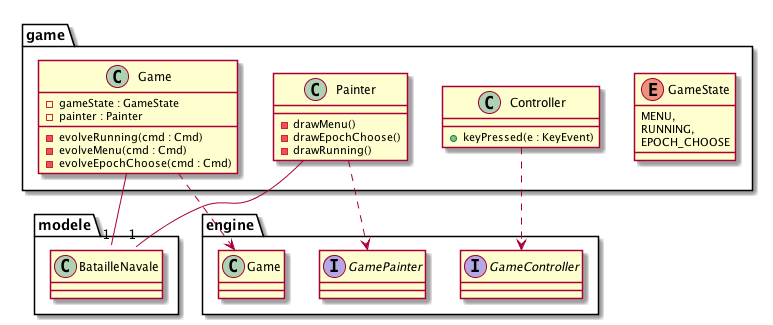 game
C Game
gameState : GameState
painter : Painter
evolveRunning(cmd : Cmd)
evolveMenu(cmd : Cmd)
evolveEpochChoose(cmd : Cmd)
C Painter
drawMenu()
drawEpochChoose()
drawRunning()
C Controller
keyPressed(e : KeyEvent)
E GameState
MENU,
RUNNING,
EPOCH_CHOOSE
modele
1
1
C BatailleNavale
engine
C Game
I GamePainter
I GameController